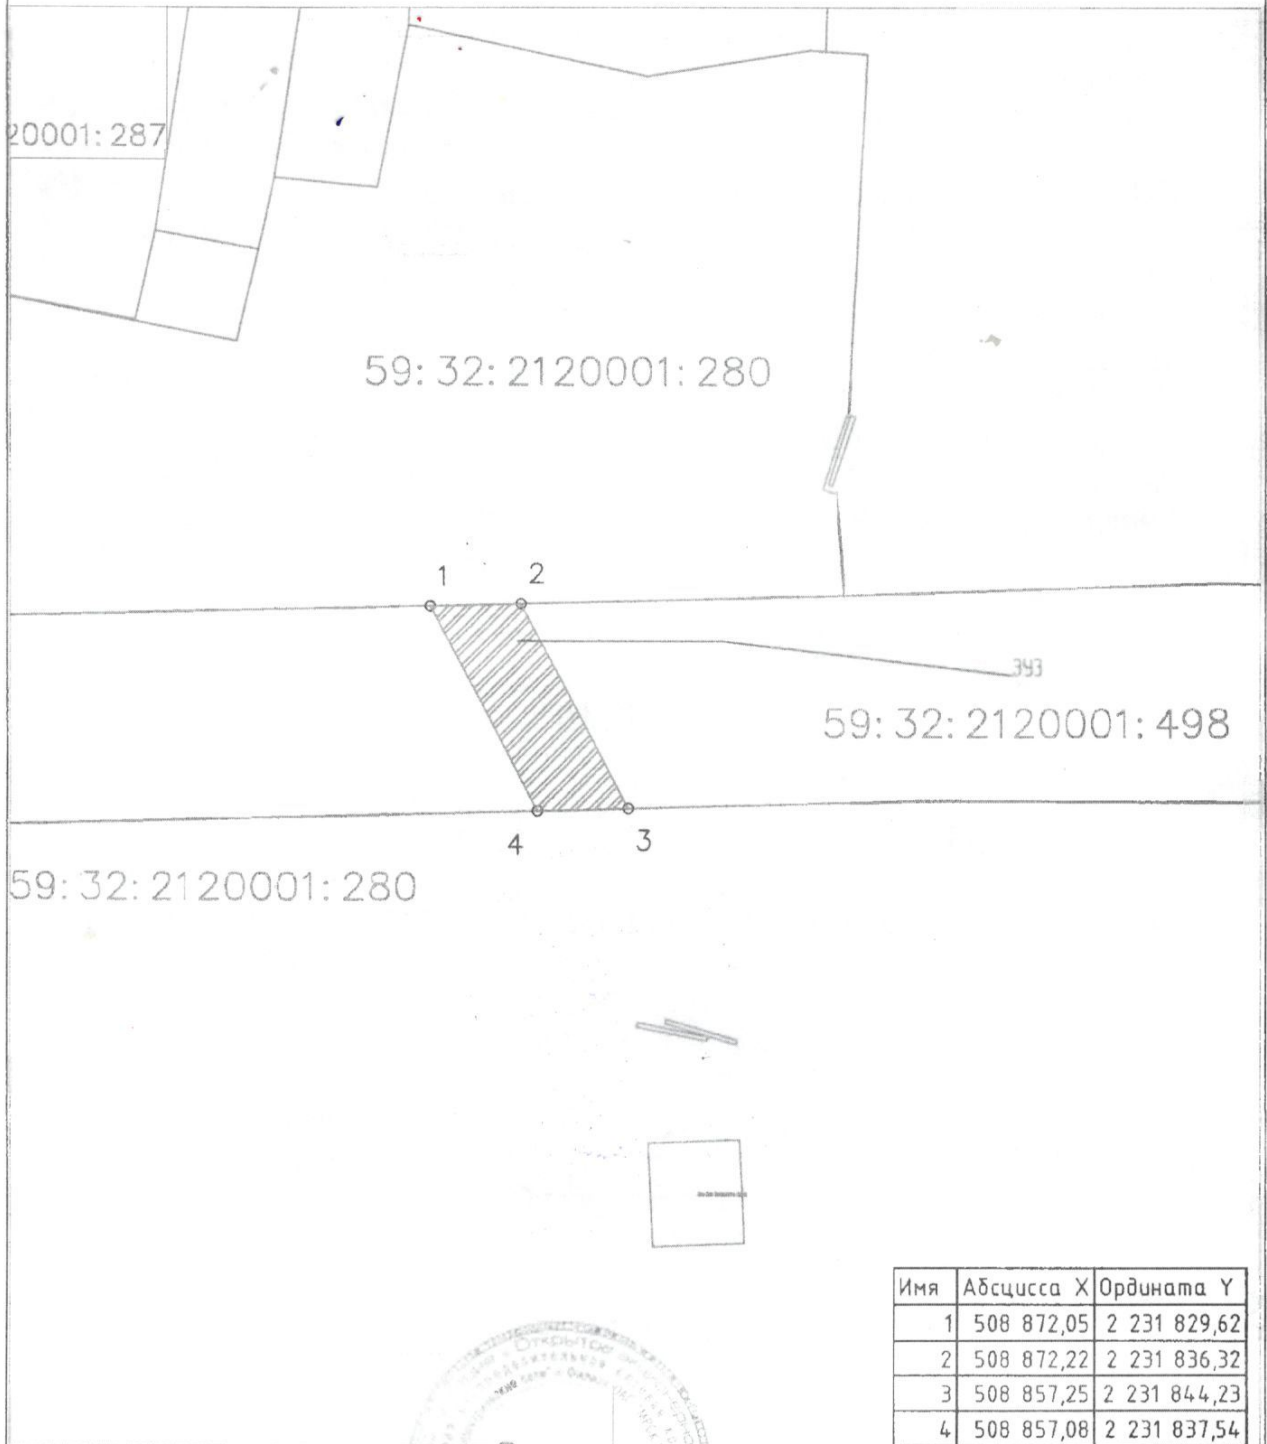 20001:287
59:32:2120001:280
1
2
ЗУ3
59:32:2120001:498
4
3
59:32:2120001:280
Имя Абсцисса X Ордината Y
1 508 872,05 2 231 829,62
2 508 872,22 2 231 836,32
3 508 857,25 2 231 844,23
4 508 857,08 2 231 837,54
Открытое